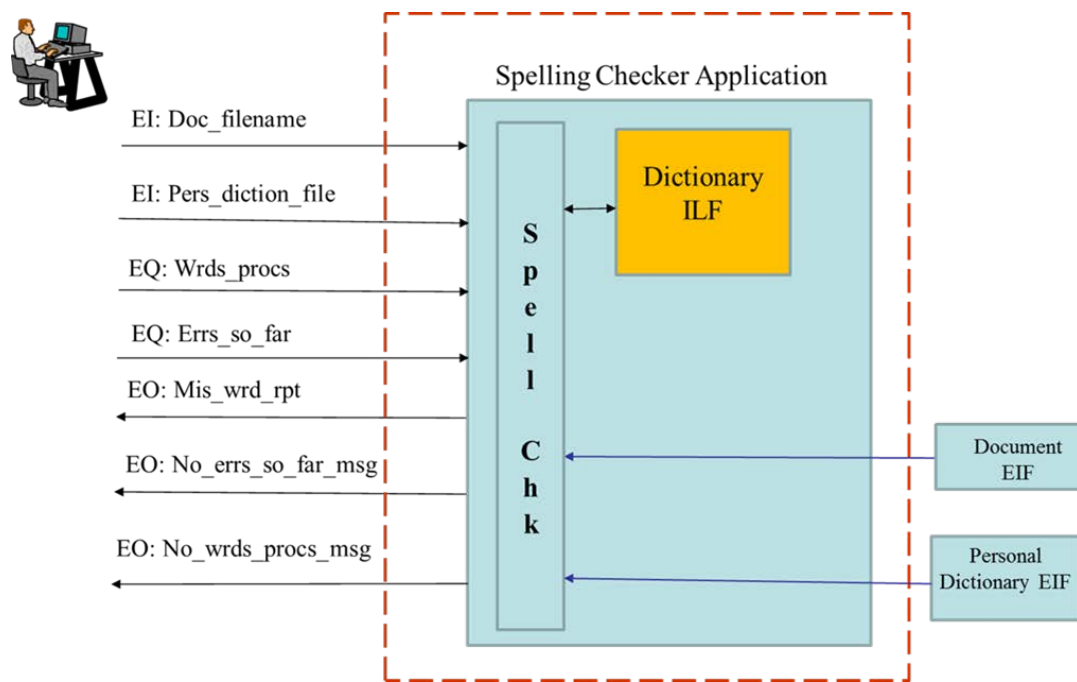 Spelling Checker Application
EI: Doc_filename
EI: Pers_diction_file
EQ: Wrds_procs
EQ: Errs_so_far
EO: Mis_wrd_rpt
EO: No_errs_so_far_msg
EO: No_wrds_procs_msg
S
p
e
l
l
C
h
k
Dictionary
ILF
Document
EIF
Personal
Dictionary EIF